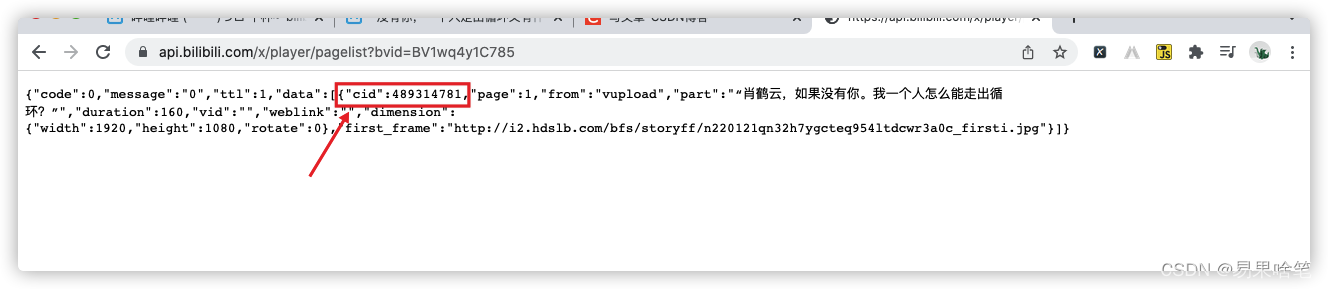 api.bilibili.com/x/player/pagelist?bvid=BV1wq4y1C785
{"code":0,"message":"0","ttl":1,"data":[{"cid":489314781,"page":1,"from":"vupload","part":"“肖鹤云，如果没有你。我一个人怎么能走出循
环？”","duration":160,"vid":"","weblink":"","dimension":
{"width":1920,"height":1080,"rotate":0},"first_frame":"http://i2.hdslb.com/bfs/storyff/n220121qn32h7ygcteq954ltdcwr3a0c_firsti.jpg"}]}
CSDN @易果啥笔